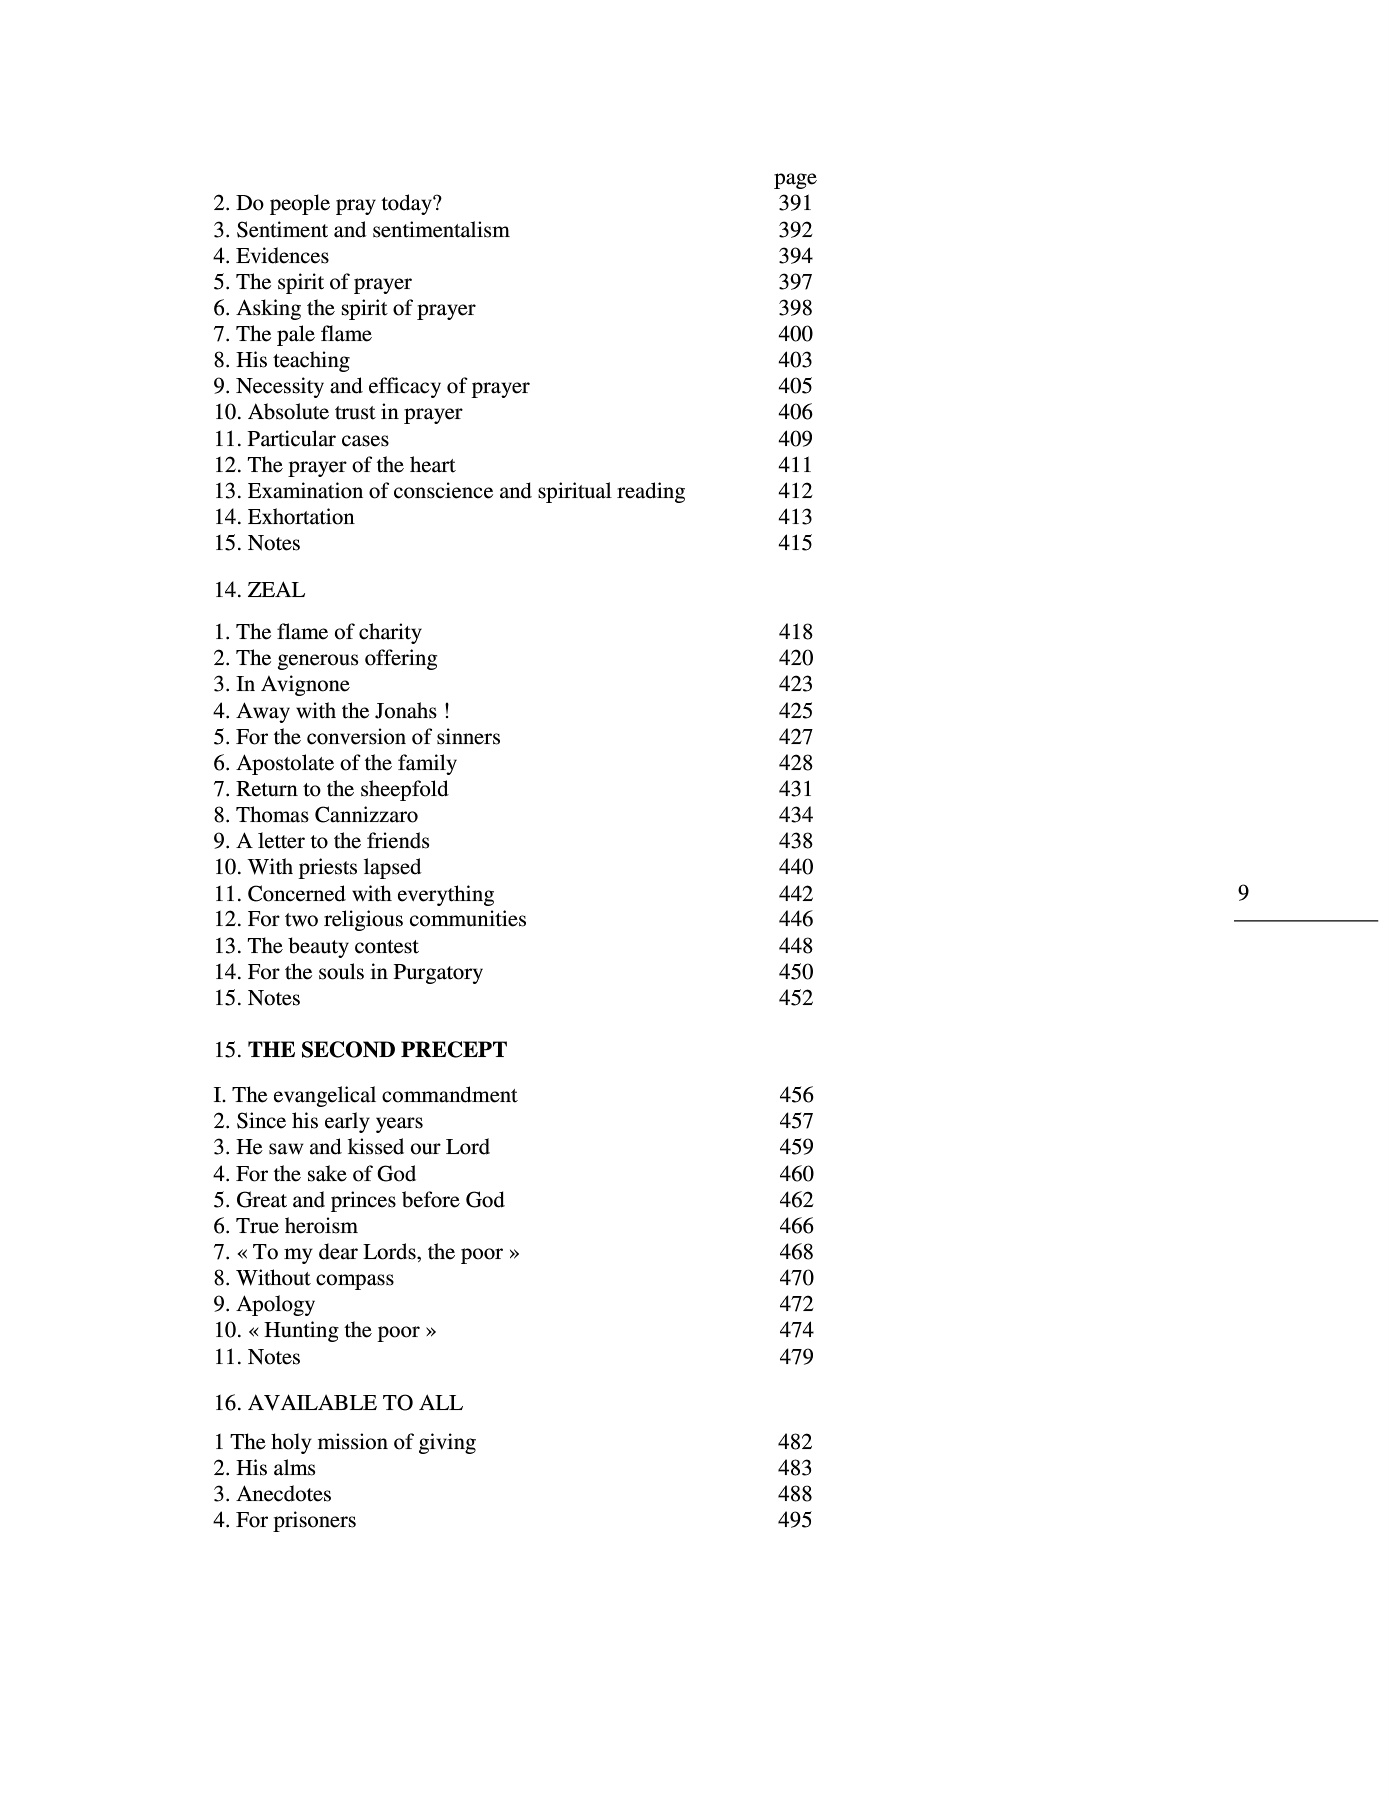 page
2. Do people pray today? 391
3. Sentiment and sentimentalism 392
4. Evidences 394
5. The spirit of prayer 397
6. Asking the spirit of prayer 398
7. The pale flame 400
8. His teaching 403
9. Necessity and efficacy of prayer 405
10. Absolute trust in prayer 406
11. Particular cases 409
12. The prayer of the heart 411
13. Examination of conscience and spiritual reading 412
14. Exhortation 413
15. Notes 415
14. ZEAL
1. The flame of charity 418
2. The generous offering 420
3. In Avignone 423
4. Away with the Jonahs ! 425
5. For the conversion of sinners 427
6. Apostolate of the family 428
7. Return to the sheepfold 431
8. Thomas Cannizzaro 434
9. A letter to the friends 438
10. With priests lapsed 440
11. Concerned with everything 442
9
12. For two religious communities 446
13. The beauty contest 448
14. For the souls in Purgatory 450
15. Notes 452
15. THE SECOND PRECEPT
I. The evangelical commandment 456
2. Since his early years 457
3. He saw and kissed our Lord 459
4. For the sake of God 460
5. Great and princes before God 462
6. True heroism 466
7. « To my dear Lords, the poor » 468
8. Without compass 470
9. Apology 472
10. « Hunting the poor » 474
11. Notes 479
16. AVAILABLE TO ALL
1 The holy mission of giving 482
2. His alms 483
3. Anecdotes 488
4. For prisoners 495